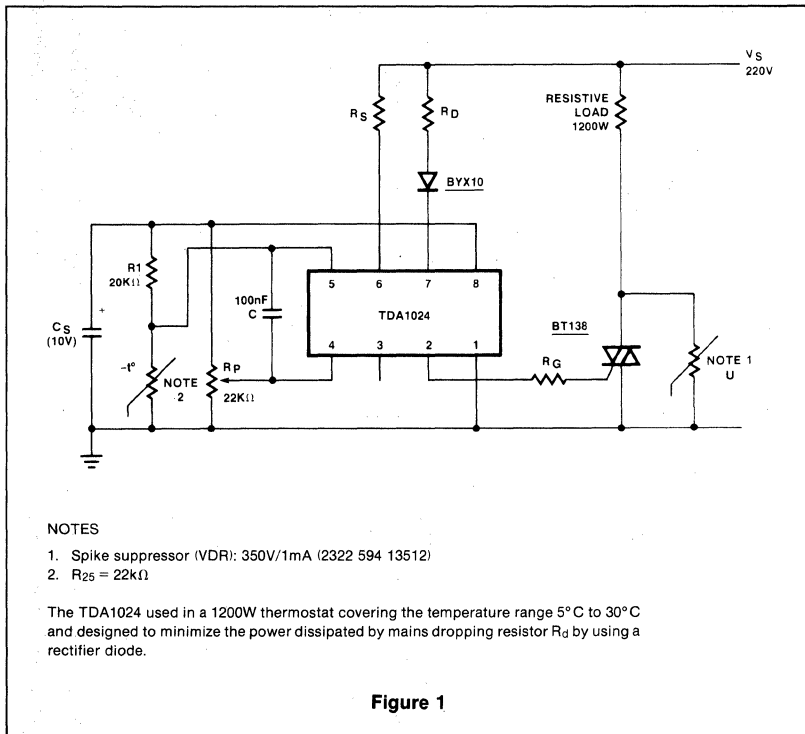 VS
220V
RESISTIVE
LOAD
1200W
RS
RD
BYX10
R1
20KΩ
100nF
C
5 6 7 8
TDA1024
4 3 2 1
BT138
CS
(10V)
+
-t°
NOTE
2
RP
22KΩ
RG
NOTE 1
U
NOTES
1. Spike suppressor (VDR): 350V/1mA (2322 594 13512)
2. R25 = 22kΩ
The TDA1024 used in a 1200W thermostat covering the temperature range 5°C to 30°C
and designed to minimize the power dissipated by mains dropping resistor Rd by using a
rectifier diode.
Figure 1